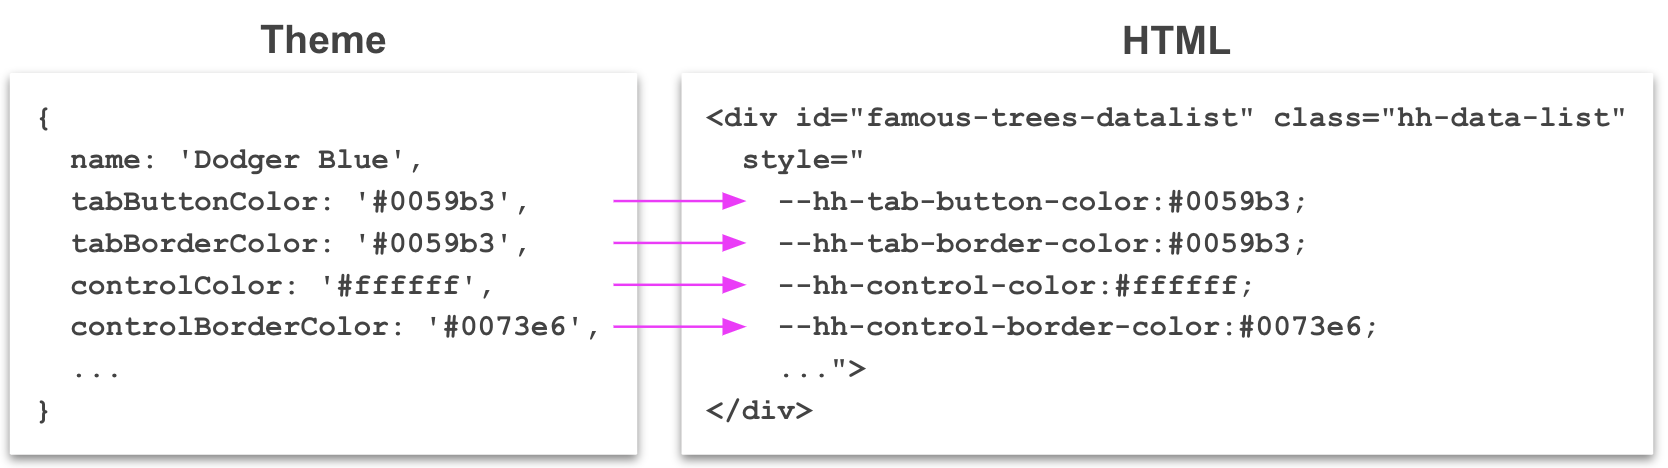 Theme
{
name: 'Dodger Blue',
tabButtonColor: '#0059b3',
tabBorderColor: '#0059b3',
controlColor: '#ffffff',
controlBorderColor: '#0073e6',
...
}
HTML
<div id="famous-trees-datalist" class="hh-data-list"
style="
--hh-tab-button-color:#0059b3;
--hh-tab-border-color:#0059b3;
--hh-control-color:#ffffff;
--hh-control-border-color:#0073e6;
...">
</div>